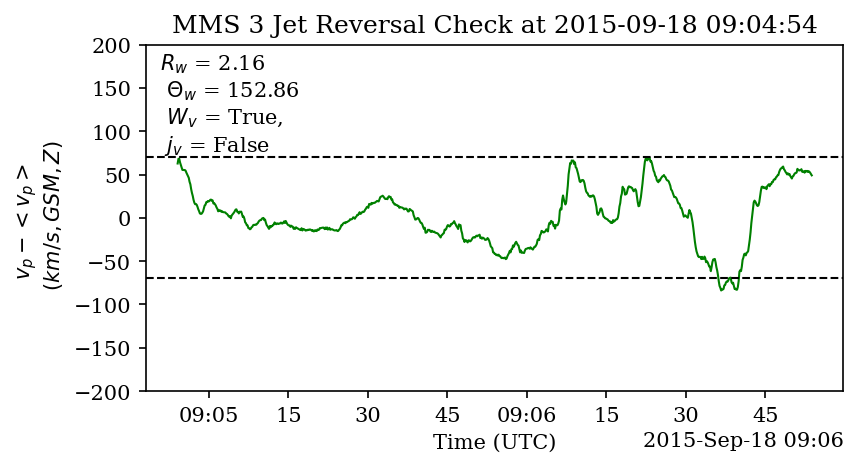 MMS 3 Jet Reversal Check at 2015-09-18 09:04:54
R_w = 2.16
Θ_w = 152.86
W_v = True,
j_v = False
v_p − < v_p >
(km/s, GSM, Z)
200
150
100
50
0
−50
−100
−150
−200
09:05 15 30 45 09:06 15 30 45
Time (UTC)
2015-Sep-18 09:06